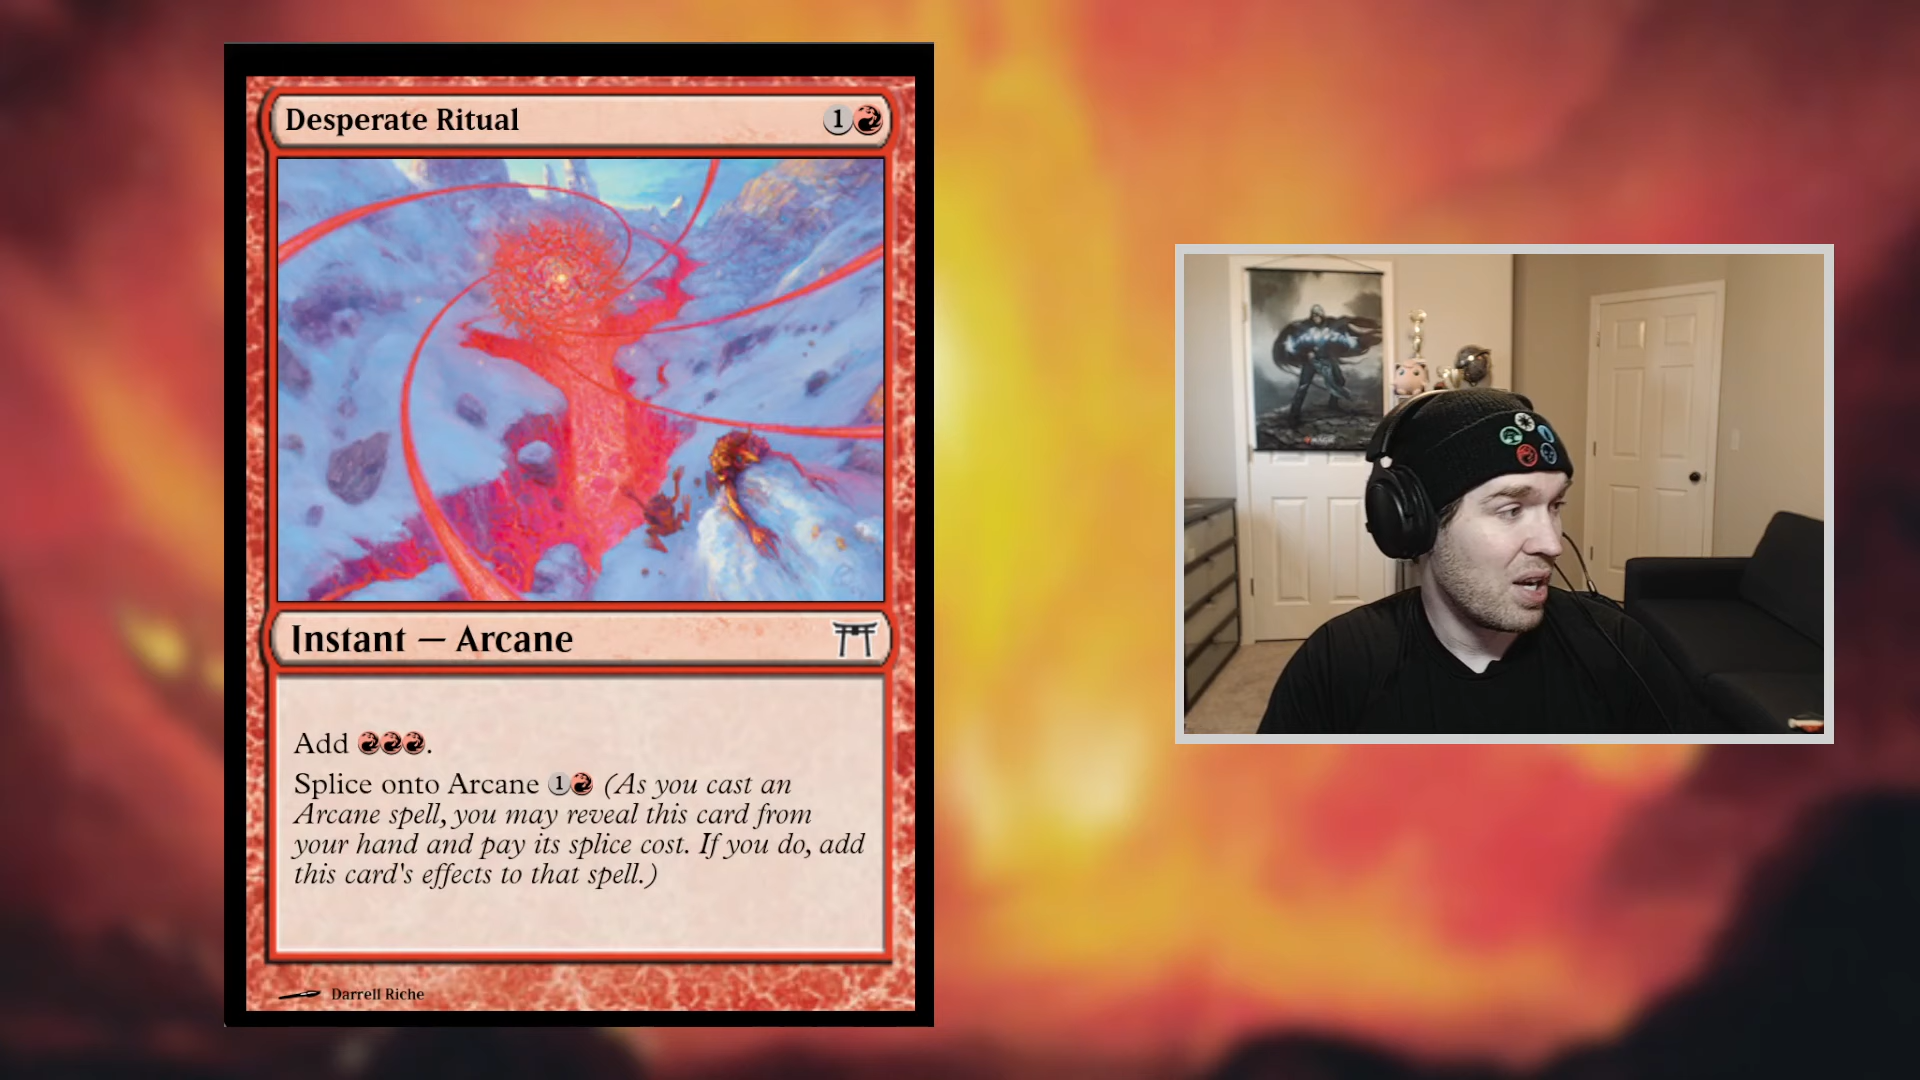 Desperate Ritual 1
Instant — Arcane
Add .
Splice onto Arcane 1 (As you cast an
Arcane spell, you may reveal this card from
your hand and pay its splice cost. If you do, add
this card's effects to that spell.)
Darrell Riche